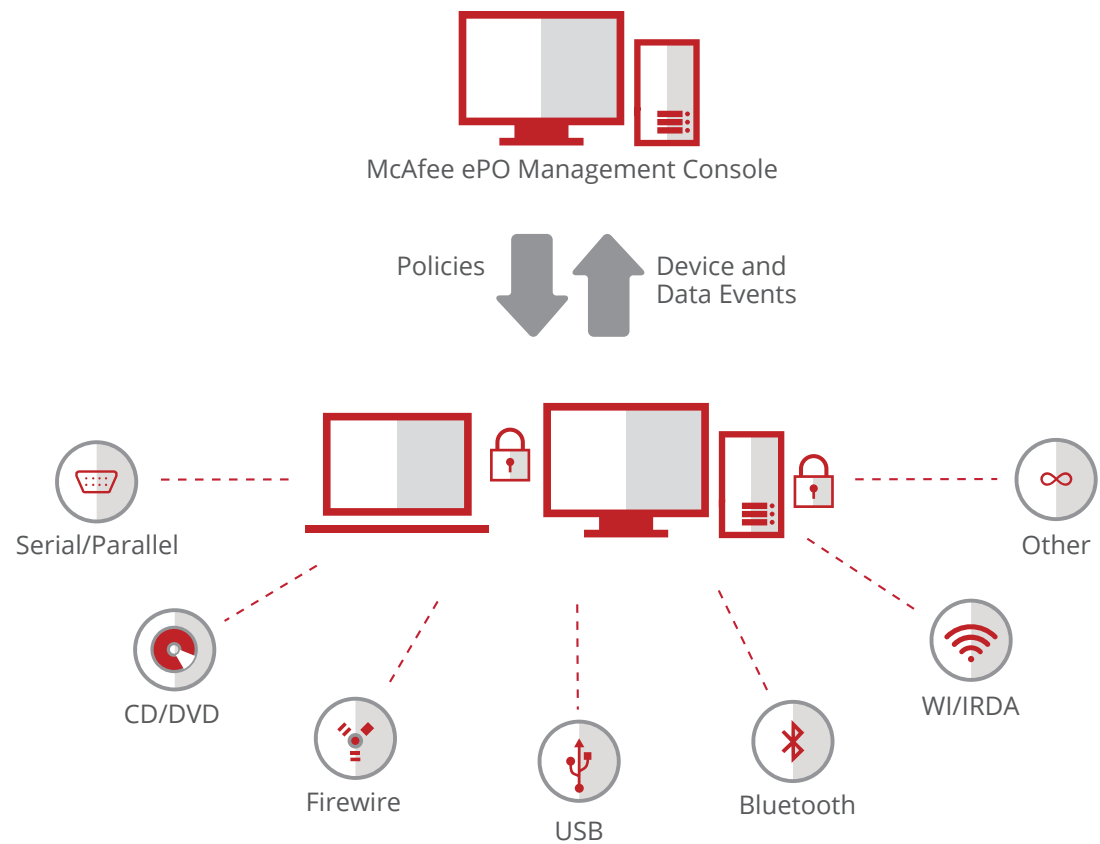 McAfee ePO Management Console
Policies
Device and
Data Events
Serial/Parallel
Other
CD/DVD
WI/IRDA
Firewire
Bluetooth
USB